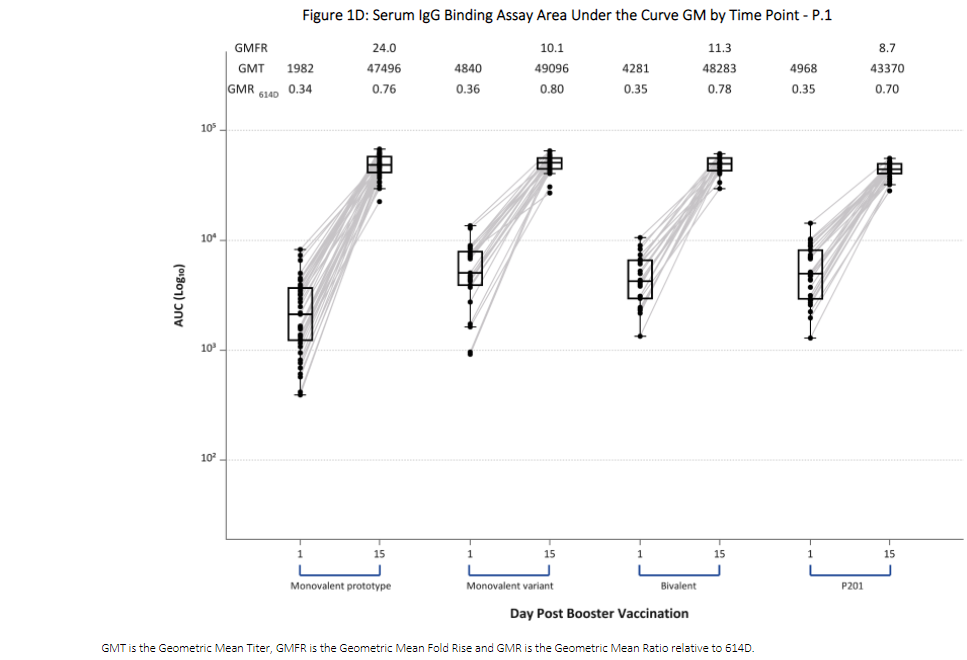 Figure 1D: Serum IgG Binding Assay Area Under the Curve GM by Time Point - P.1
GMFR 24.0 10.1 11.3 8.7
GMT 1982 47496 4840 49096 4281 48283 4968 43370
GMR 614D 0.34 0.76 0.36 0.80 0.35 0.78 0.35 0.70
10⁵
10⁴
10³
10²
AUC (Log₁₀)
1 15 1 15 1 15 1 15
Monovalent prototype Monovalent variant Bivalent P201
Day Post Booster Vaccination
GMT is the Geometric Mean Titer, GMFR is the Geometric Mean Fold Rise and GMR is the Geometric Mean Ratio relative to 614D.